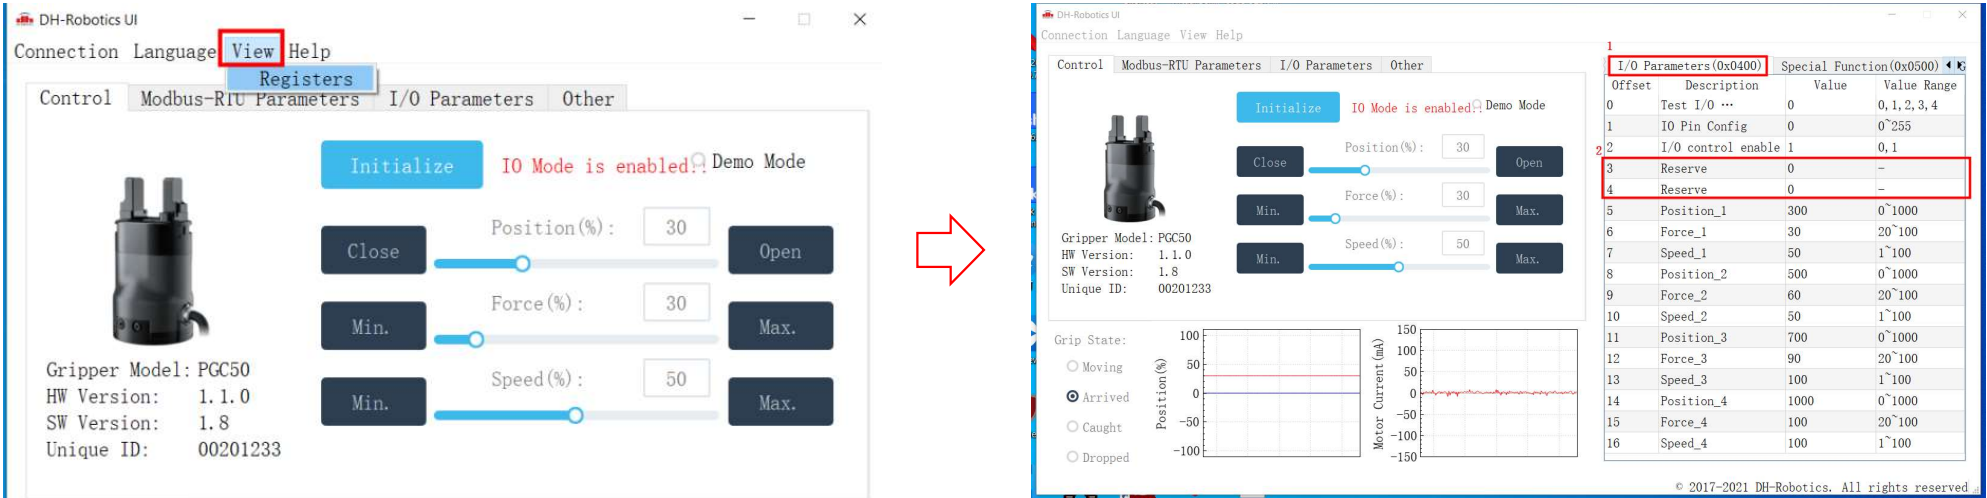 DH-Robotics UI
Connection Language View Help
Registers
Control Modbus-RTU Parameters I/O Parameters Other
Initialize IO Mode is enabled!! Demo Mode
Position(%): 30
Close Open
Force(%): 30
Min. Max.
Speed(%): 50
Min. Max.
Gripper Model: PGC50
HW Version: 1.1.0
SW Version: 1.8
Unique ID: 00201233
DH-Robotics UI
Connection Language View Help
Control Modbus-RTU Parameters I/O Parameters Other
Initialize IO Mode is enabled!! Demo Mode
Position(%): 30
Close Open
Force(%): 30
Min. Max.
Speed(%): 50
Min. Max.
Gripper Model: PGC50
HW Version: 1.1.0
SW Version: 1.8
Unique ID: 00201233
Grip State:
Moving
Arrived
Caught
Dropped
Position(%)
100
50
0
-50
-100
Motor Current(mA)
150
100
50
0
-50
-100
-150
1
I/O Parameters(0x0400) Special Function(0x0500)
Offset Description Value Value Range
0 Test I/O ... 0 0,1,2,3,4
1 IO Pin Config 0 0~255
2 I/O control enable 1 0,1
2
3 Reserve 0 -
4 Reserve 0 -
5 Position_1 300 0~1000
6 Force_1 30 20~100
7 Speed_1 50 1~100
8 Position_2 500 0~1000
9 Force_2 60 20~100
10 Speed_2 50 1~100
11 Position_3 700 0~1000
12 Force_3 90 20~100
13 Speed_3 100 1~100
14 Position_4 1000 0~1000
15 Force_4 100 20~100
16 Speed_4 100 1~100
© 2017-2021 DH-Robotics. All rights reserved